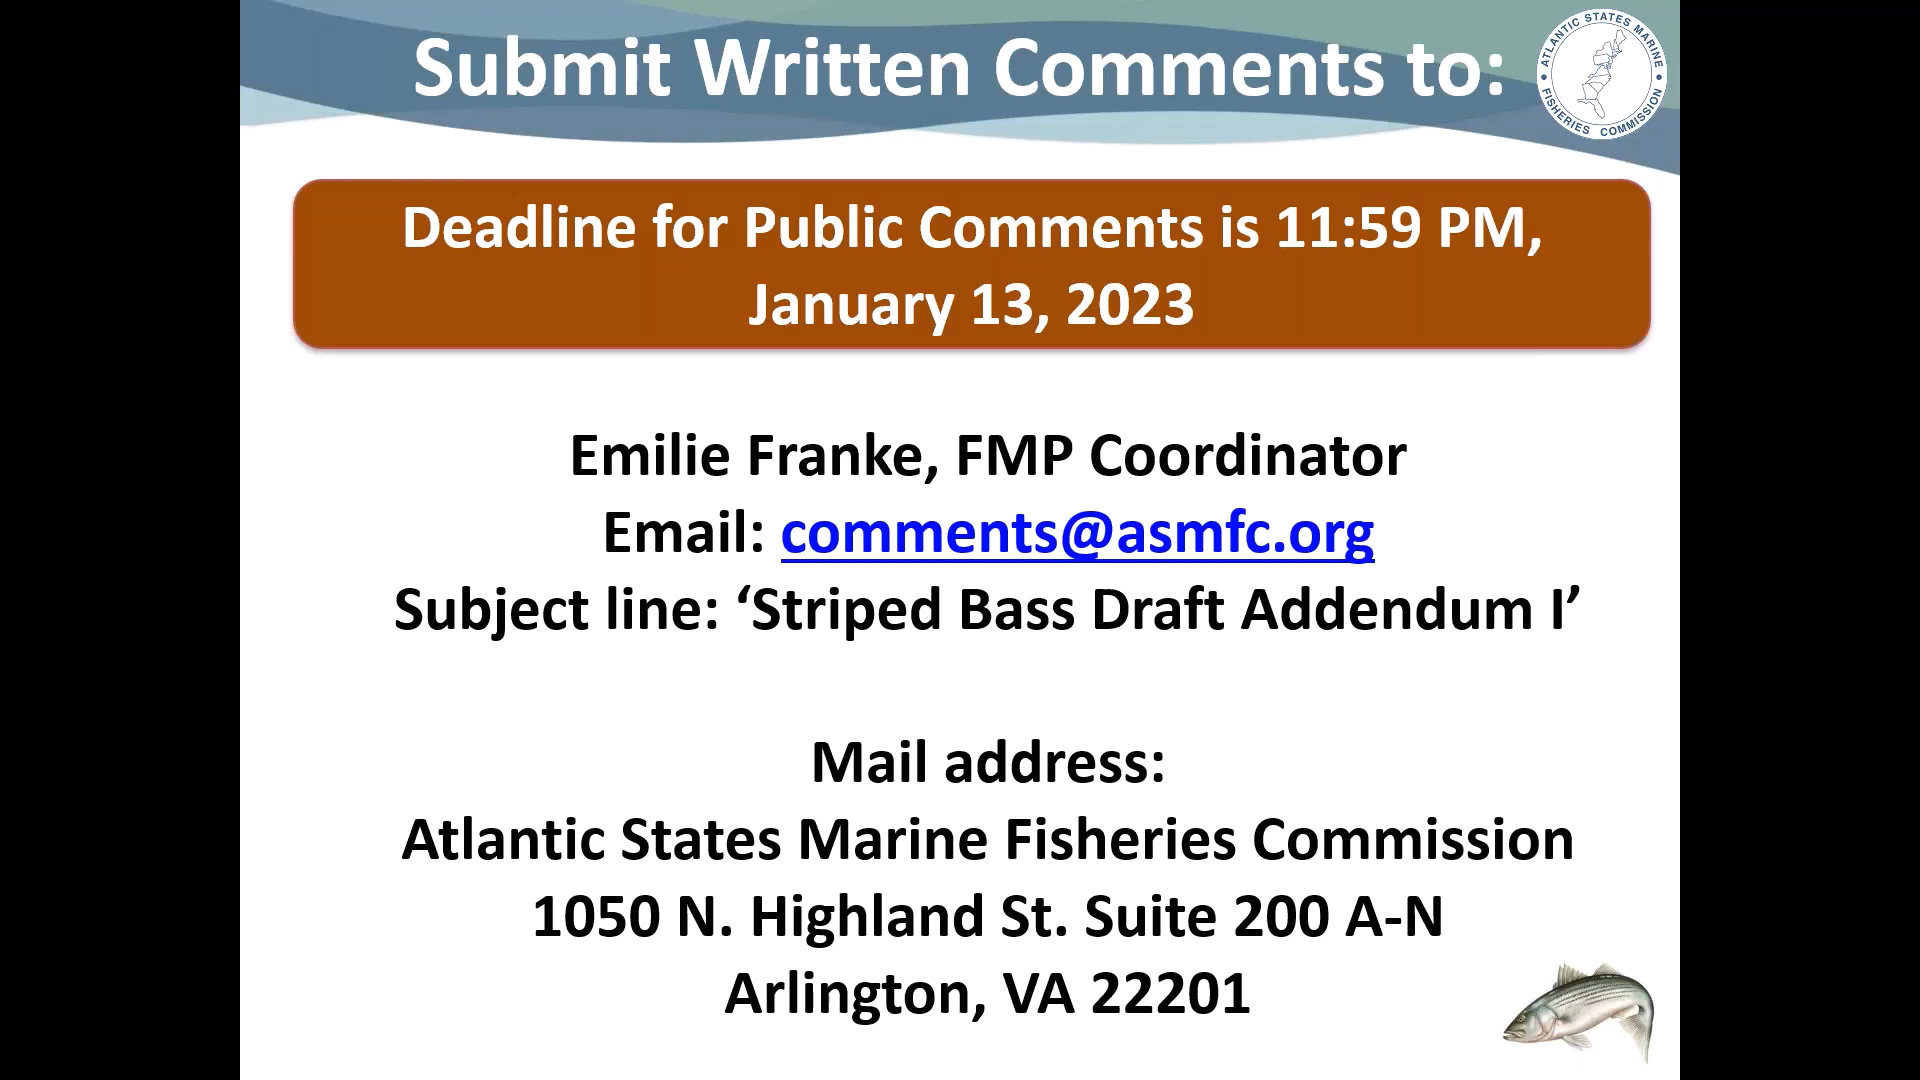 Submit Written Comments to:
ATLANTIC STATES MARINE FISHERIES COMMISSION
Deadline for Public Comments is 11:59 PM,
January 13, 2023
Emilie Franke, FMP Coordinator
Email: comments@asmfc.org
Subject line: ‘Striped Bass Draft Addendum I’
Mail address:
Atlantic States Marine Fisheries Commission
1050 N. Highland St. Suite 200 A-N
Arlington, VA 22201